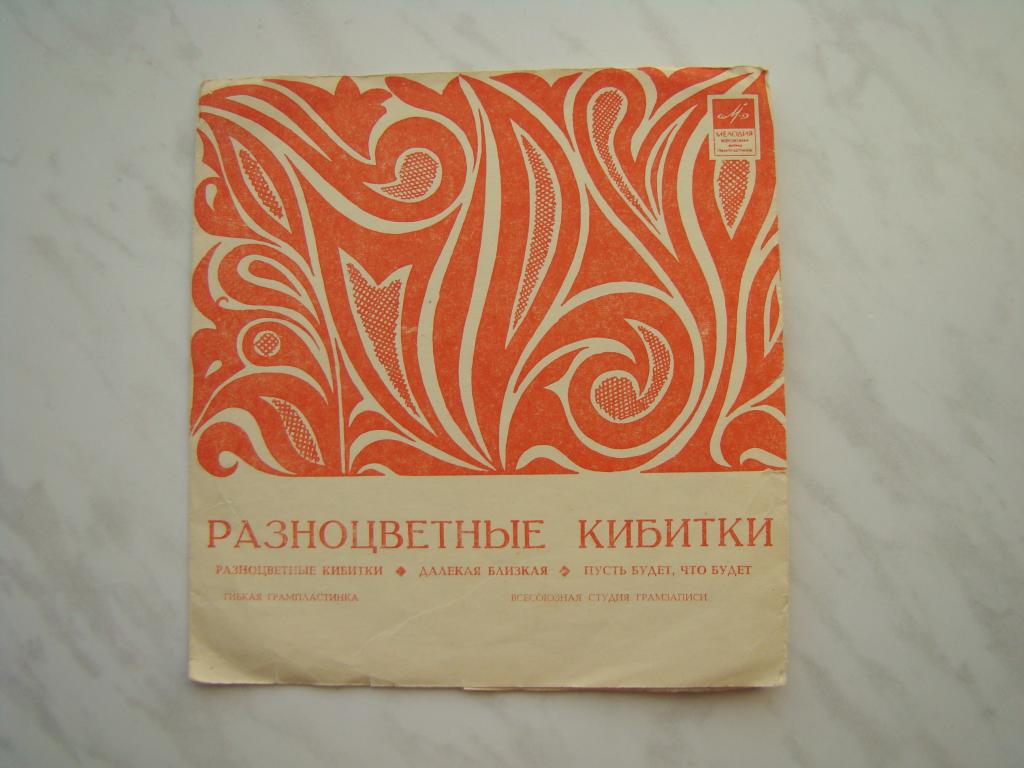 МЕЛОДИЯ
РАЗНОЦВЕТНЫЕ КИБИТКИ
РАЗНОЦВЕТНЫЕ КИБИТКИ ◆ ДАЛЕКАЯ БЛИЗКАЯ ◆ ПУСТЬ БУДЕТ, ЧТО БУДЕТ
ГИБКАЯ ГРАМПЛАСТИНКА ВСЕСОЮЗНАЯ СТУДИЯ ГРАМЗАПИСИ